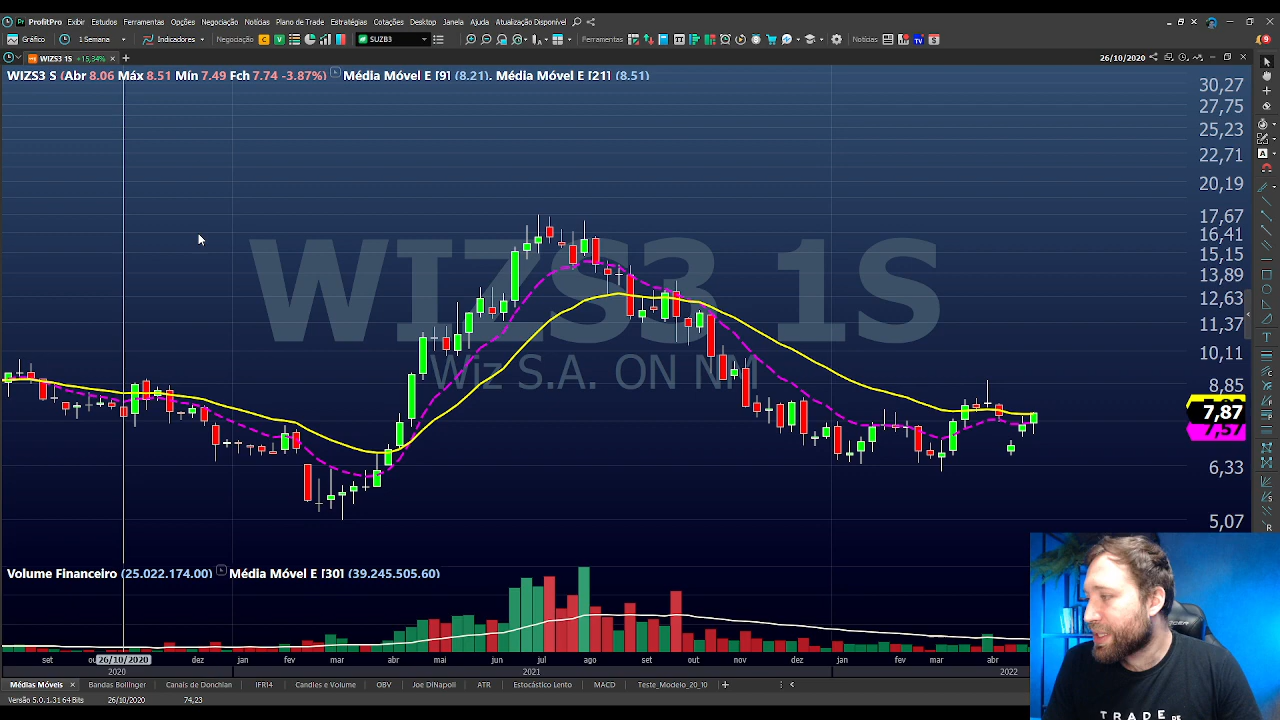 ProfitPro Exibir Estudos Ferramentas Opções Negociação Notícias Plano de Trade Estratégias Cotações Desktop Janela Ajuda Atualização Disponível
Gráfico 1 Semana Indicadores Negociação C V SUZB3 Ferramentas Notícias
WIZS3 1S +15,34% 26/10/2020
WIZS3 S (Abr 8.06 Máx 8.51 Mín 7.49 Fch 7.74 -3.87%) Média Móvel E [9] (8.21), Média Móvel E [21] (8.51)
WIZS3 1S
Wiz S.A. ON NM
30,27
27,75
25,23
22,71
20,19
17,67
16,41
15,15
13,89
12,63
11,37
10,11
8,85
7,87
7,57
6,33
5,07
Volume Financeiro (25.022.174.00) Média Móvel E [30] (39.245.505.60)
set 26/10/2020 dez jan fev mar abr mai jun jul ago set out nov dez jan fev mar abr
2020 2021 2022
Médias Móveis Bandas Bollinger Canais de Donchian IFR14 Candles e Volume OBV Joe DiNapoli ATR Estocástico Lento MACD Teste_Modelo_20_10
Versão 5.0.1.31 64 Bits 26/10/2020 74,23
TRADE